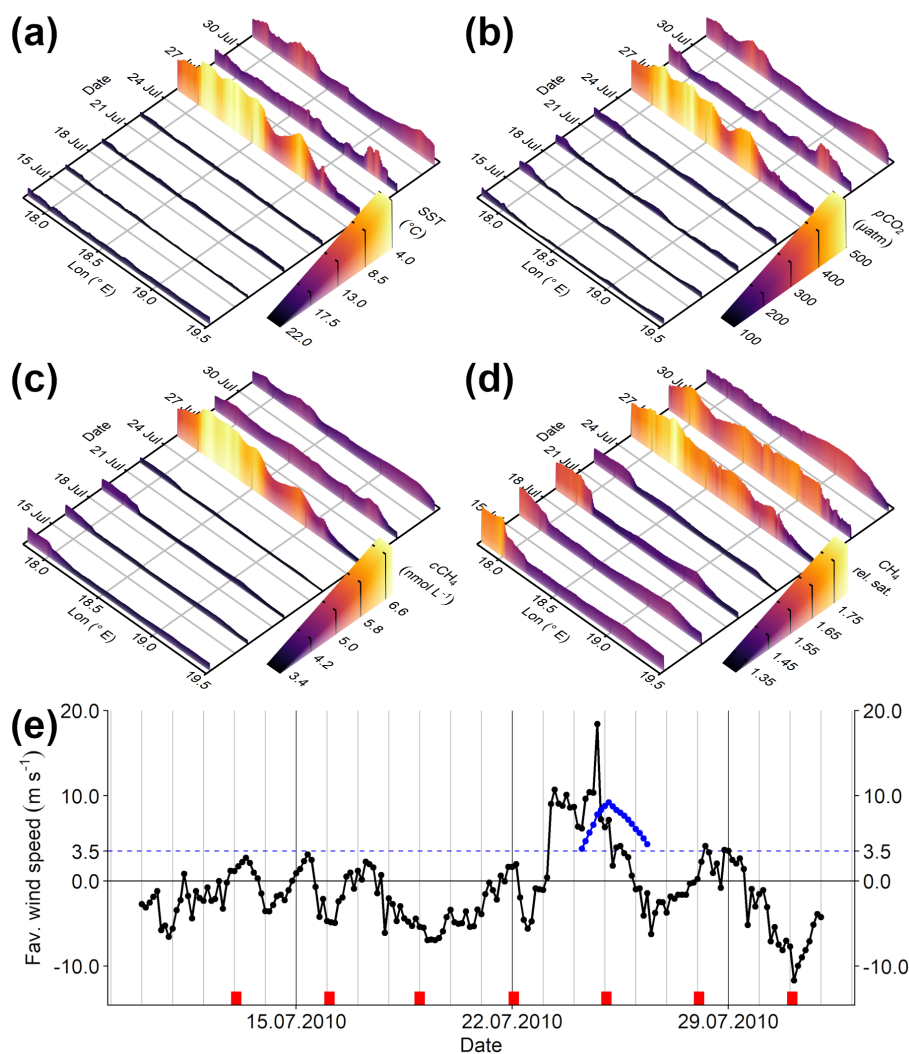 (a)
30 Jul
27 Jul
24 Jul
21 Jul
18 Jul
15 Jul
Date
18.0
18.5
19.0
19.5
Lon (° E)
SST
(°C)
4.0
8.5
13.0
17.5
22.0
(b)
30 Jul
27 Jul
24 Jul
21 Jul
18 Jul
15 Jul
Date
18.0
18.5
19.0
19.5
Lon (° E)
pCO₂
(µatm)
500
400
300
200
100
(c)
30 Jul
27 Jul
24 Jul
21 Jul
18 Jul
15 Jul
Date
18.0
18.5
19.0
19.5
Lon (° E)
cCH₄
(nmol L⁻¹)
6.6
5.8
5.0
4.2
3.4
(d)
30 Jul
27 Jul
24 Jul
21 Jul
18 Jul
15 Jul
Date
18.0
18.5
19.0
19.5
Lon (° E)
CH₄
rel. sat.
1.75
1.65
1.55
1.45
1.35
(e)
Fav. wind speed (m s⁻¹)
20.0
10.0
3.5
0.0
-10.0
20.0
10.0
3.5
0.0
-10.0
15.07.2010
22.07.2010
29.07.2010
Date